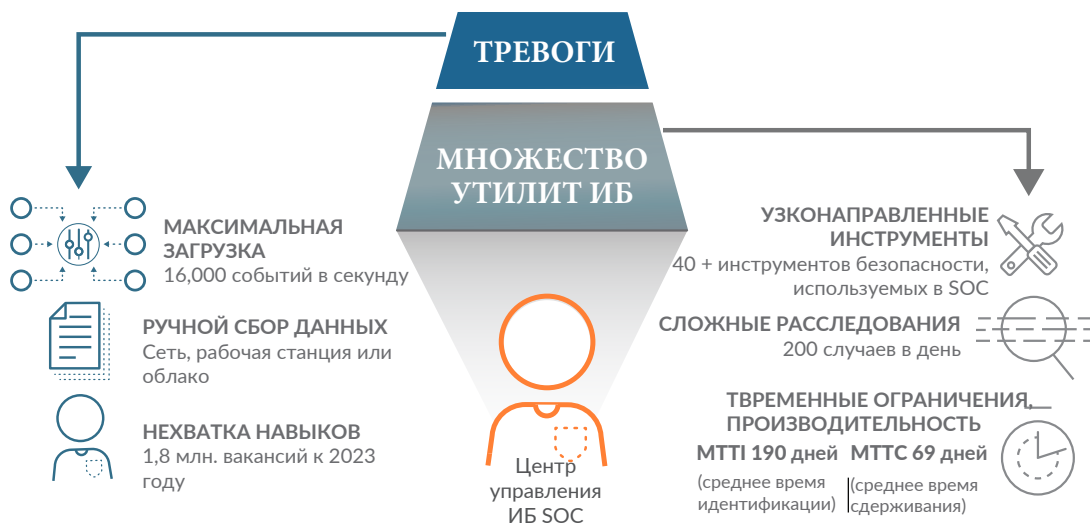 ТРЕВОГИ
МНОЖЕСТВО
УТИЛИТ ИБ
МАКСИМАЛЬНАЯ
ЗАГРУЗКА
16,000 событий в секунду
РУЧНОЙ СБОР ДАННЫХ
Сеть, рабочая станция или
облако
НЕХВАТКА НАВЫКОВ
1,8 млн. вакансий к 2023
году
Центр
управления
ИБ SOC
УЗКОНАПРАВЛЕННЫЕ
ИНСТРУМЕНТЫ
40 + инструментов безопасности,
используемых в SOC
СЛОЖНЫЕ РАССЛЕДОВАНИЯ
200 случаев в день
ТВРЕМЕННЫЕ ОГРАНИЧЕНИЯ,
ПРОИЗВОДИТЕЛЬНОСТЬ
MTTI 190 дней MTTC 69 дней
(среднее время
идентификации)
(среднее время
сдерживания)